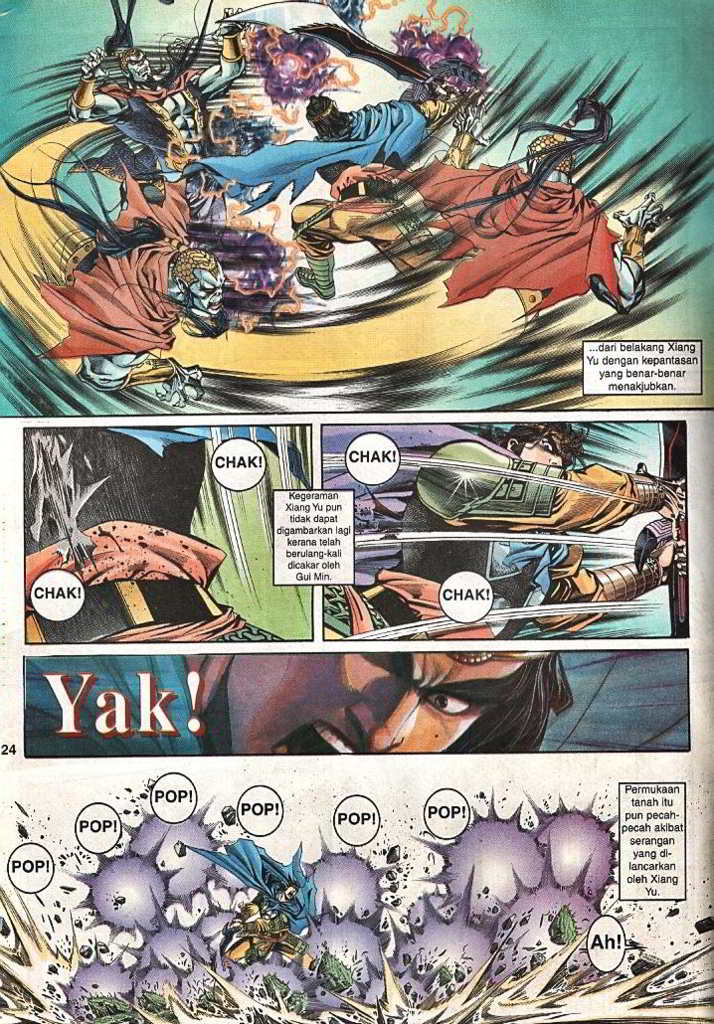 ...dari belakang Xiang
Yu dengan kepantasan
yang benar-benar
menakjubkan.
CHAK!
CHAK!
Kegeraman
Xiang Yu pun
tidak dapat
digambarkan lagi
kerana telah
berulang-kali
dicakar oleh
Gui Min.
CHAK!
CHAK!
Yak!
24
POP!
POP!
POP!
POP!
POP!
POP!
Permukaan
tanah itu
pun pecah-
pecah akibat
serangan
yang di-
lancarkan
oleh Xiang
Yu.
Ah!